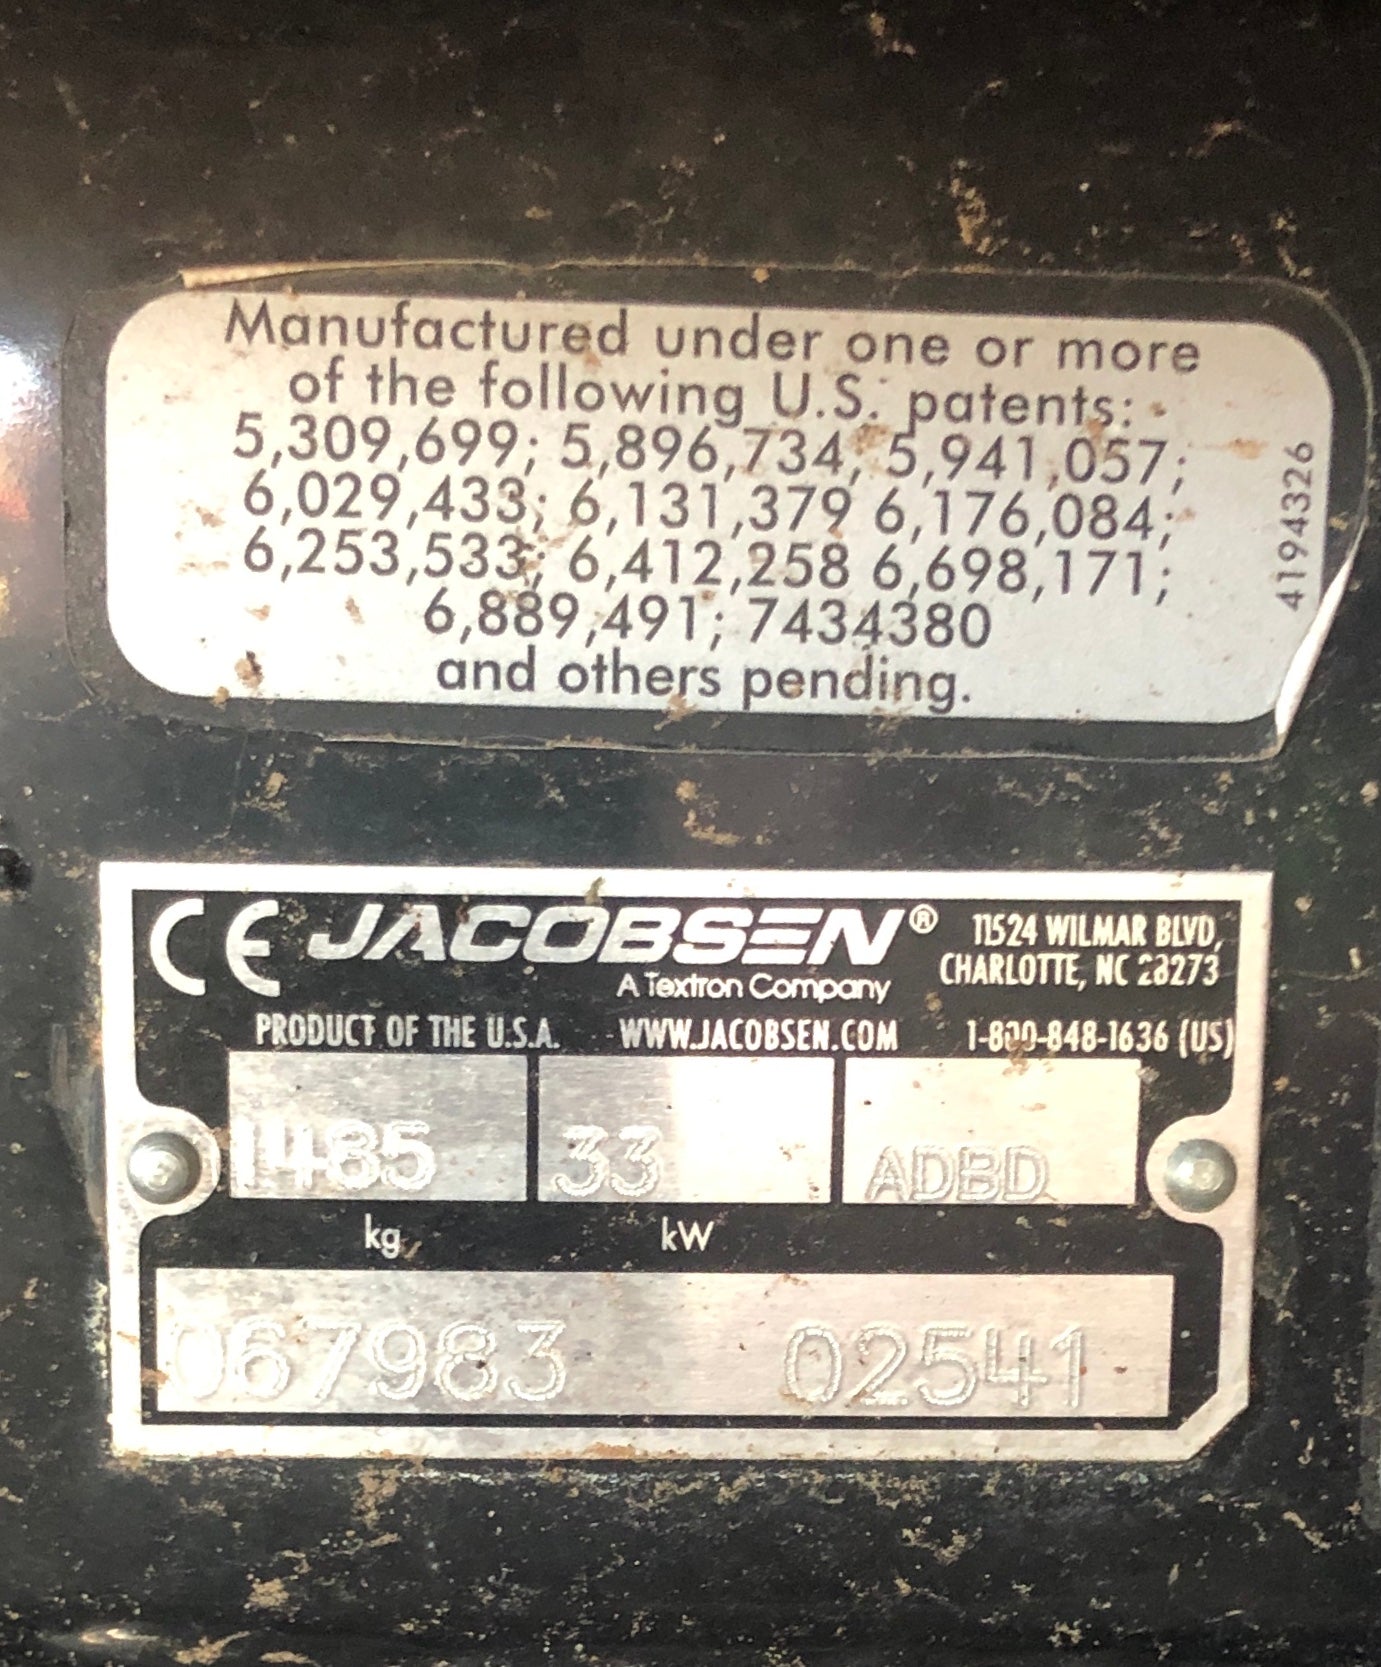 Manufactured under one or more
of the following U.S. patents:
5,309,699; 5,896,734, 5,941,057;
6,029,433; 6,131,379 6,176,084;
6,253,533; 6,412,258 6,698,171;
6,889,491; 7434380
and others pending.
4194326
CE JACOBSEN® 11524 WILMAR BLVD,
A Textron Company CHARLOTTE, NC 28273
PRODUCT OF THE U.S.A. WWW.JACOBSEN.COM 1-800-848-1636 (US)
1485 33 ADBD
kg kW
067983 02541